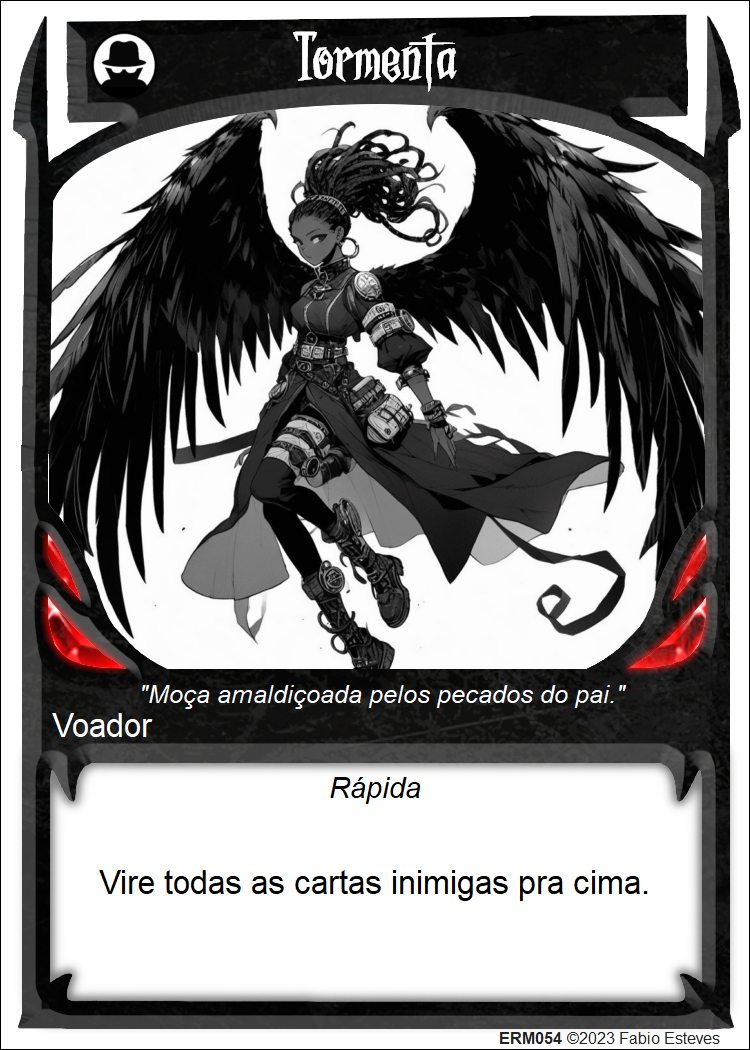 Tormenta
"Moça amaldiçoada pelos pecados do pai."
Voador
Rápida
Vire todas as cartas inimigas pra cima.
ERM054 ©2023 Fabio Esteves